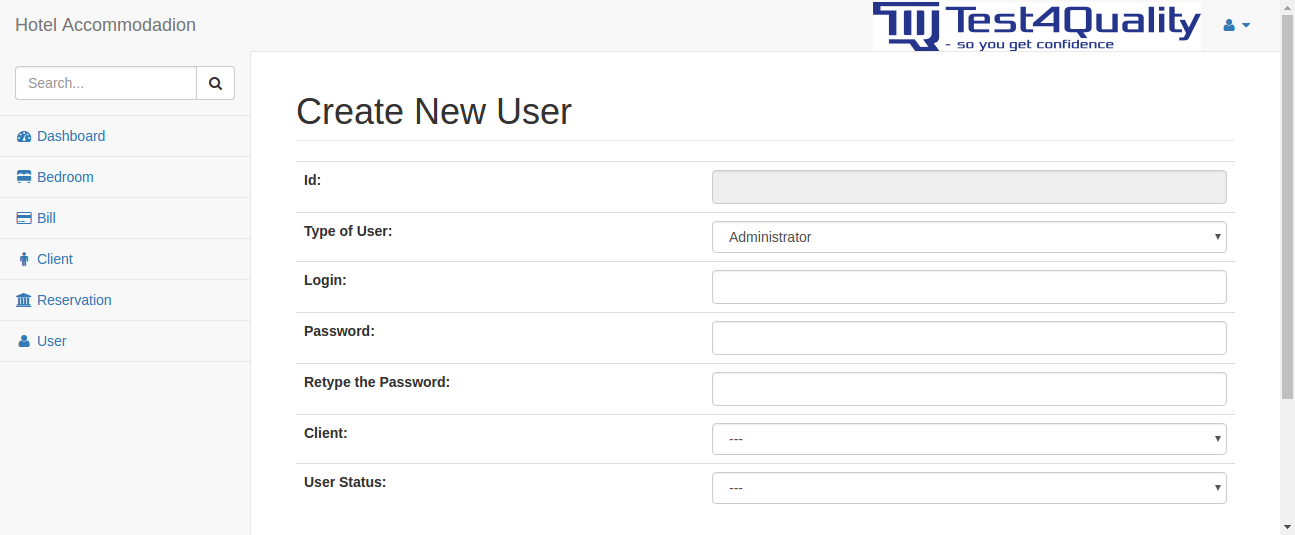 Hotel Accommodadion
Test4Quality
- so you get confidence
Search...
Dashboard
Bedroom
Bill
Client
Reservation
User
Create New User
Id:
Type of User:
Administrator
Login:
Password:
Retype the Password:
Client:
---
User Status:
---